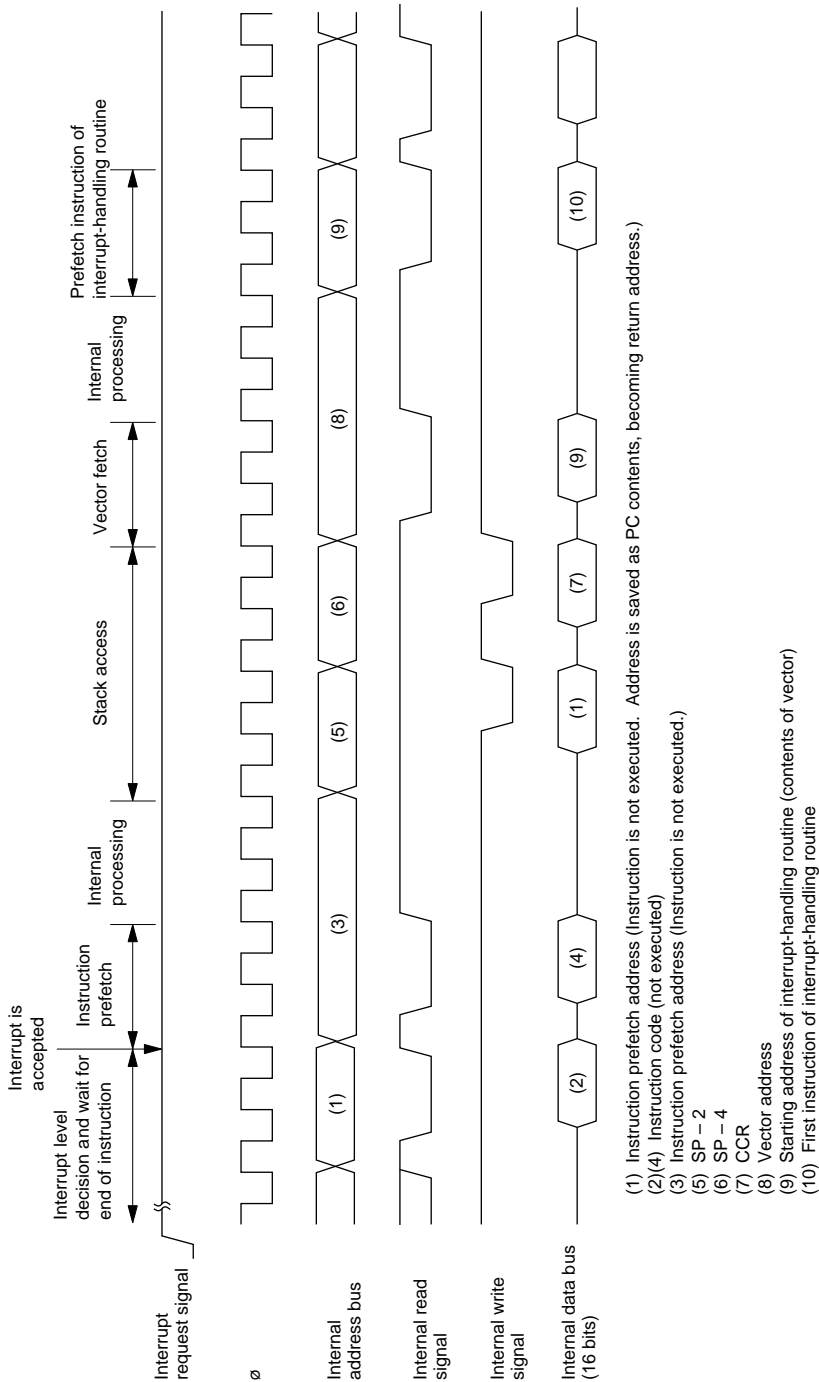 Interrupt is
accepted
Interrupt level
decision and wait for
end of instruction
Instruction
prefetch
Internal
processing
Stack access
Vector fetch
Internal
processing
Prefetch instruction of
interrupt-handling routine
Interrupt
request signal
ø
Internal
address bus
(1)
(3)
(5)
(6)
(8)
(9)
Internal read
signal
Internal write
signal
Internal data bus
(16 bits)
(2)
(4)
(1)
(7)
(9)
(10)
(1) Instruction prefetch address (Instruction is not executed. Address is saved as PC contents, becoming return address.)
(2)(4) Instruction code (not executed)
(3) Instruction prefetch address (Instruction is not executed.)
(5) SP – 2
(6) SP – 4
(7) CCR
(8) Vector address
(9) Starting address of interrupt-handling routine (contents of vector)
(10) First instruction of interrupt-handling routine